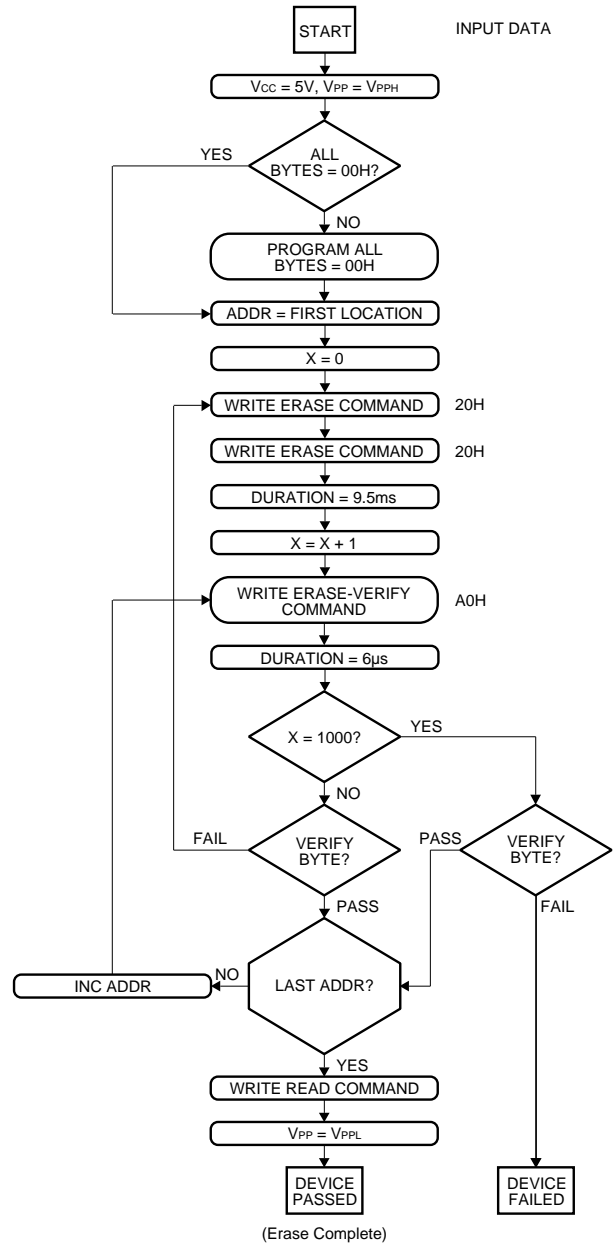 START INPUT DATA
VCC = 5V, VPP = VPPH
YES
ALL
BYTES = 00H?
NO
PROGRAM ALL
BYTES = 00H
ADDR = FIRST LOCATION
X = 0
WRITE ERASE COMMAND 20H
WRITE ERASE COMMAND 20H
DURATION = 9.5ms
X = X + 1
WRITE ERASE-VERIFY
COMMAND
A0H
DURATION = 6µs
X = 1000?
YES
NO
FAIL
VERIFY
BYTE?
PASS
VERIFY
BYTE?
PASS
FAIL
INC ADDR
NO
LAST ADDR?
YES
WRITE READ COMMAND
VPP = VPPL
DEVICE
PASSED
DEVICE
FAILED
(Erase Complete)